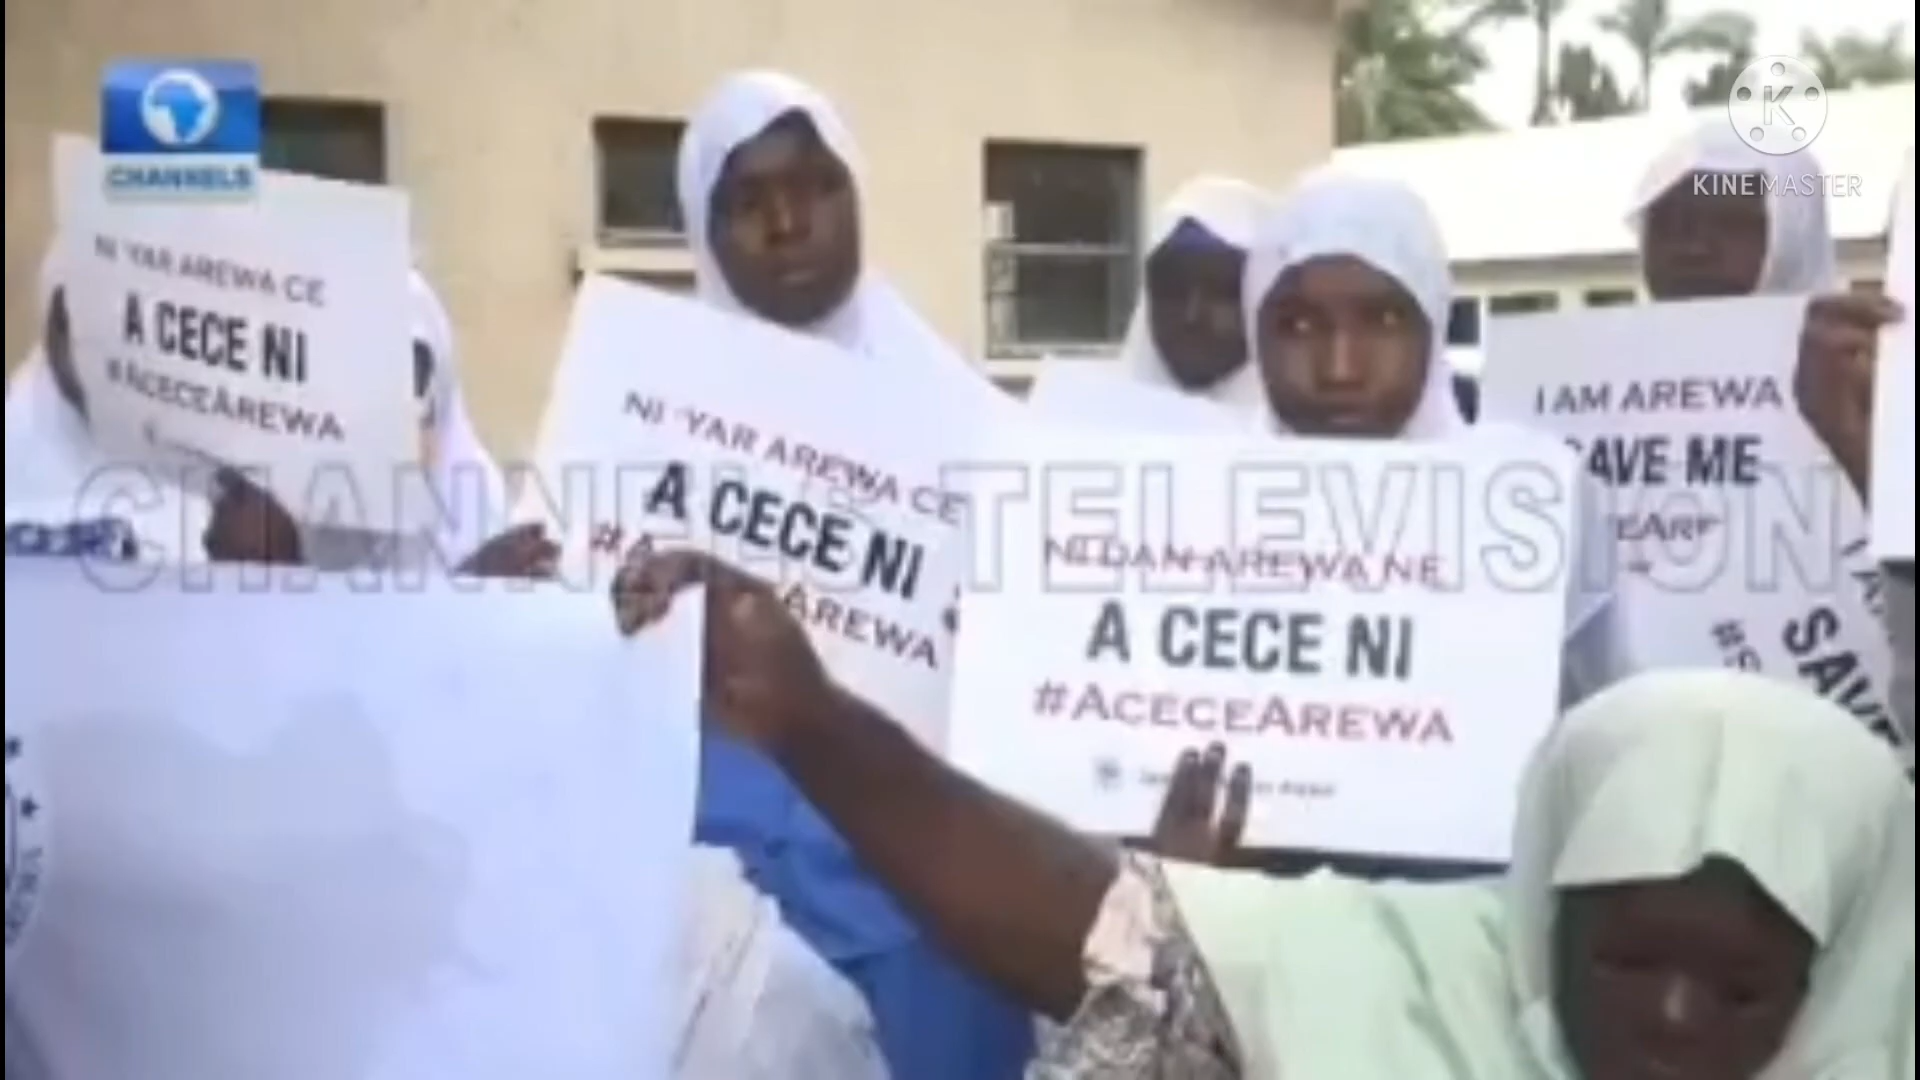 CHANNELS
KINEMASTER
NI 'YAR AREWA CE
A CECE NI
#ACECEAREWA
NI 'YAR AREWA CE
A CECE NI
AREWA
NI DAN AREWA NE
A CECE NI
#ACECEAREWA
I AM AREWA
SAVE ME
SAVE
CHANNELS TELEVISION